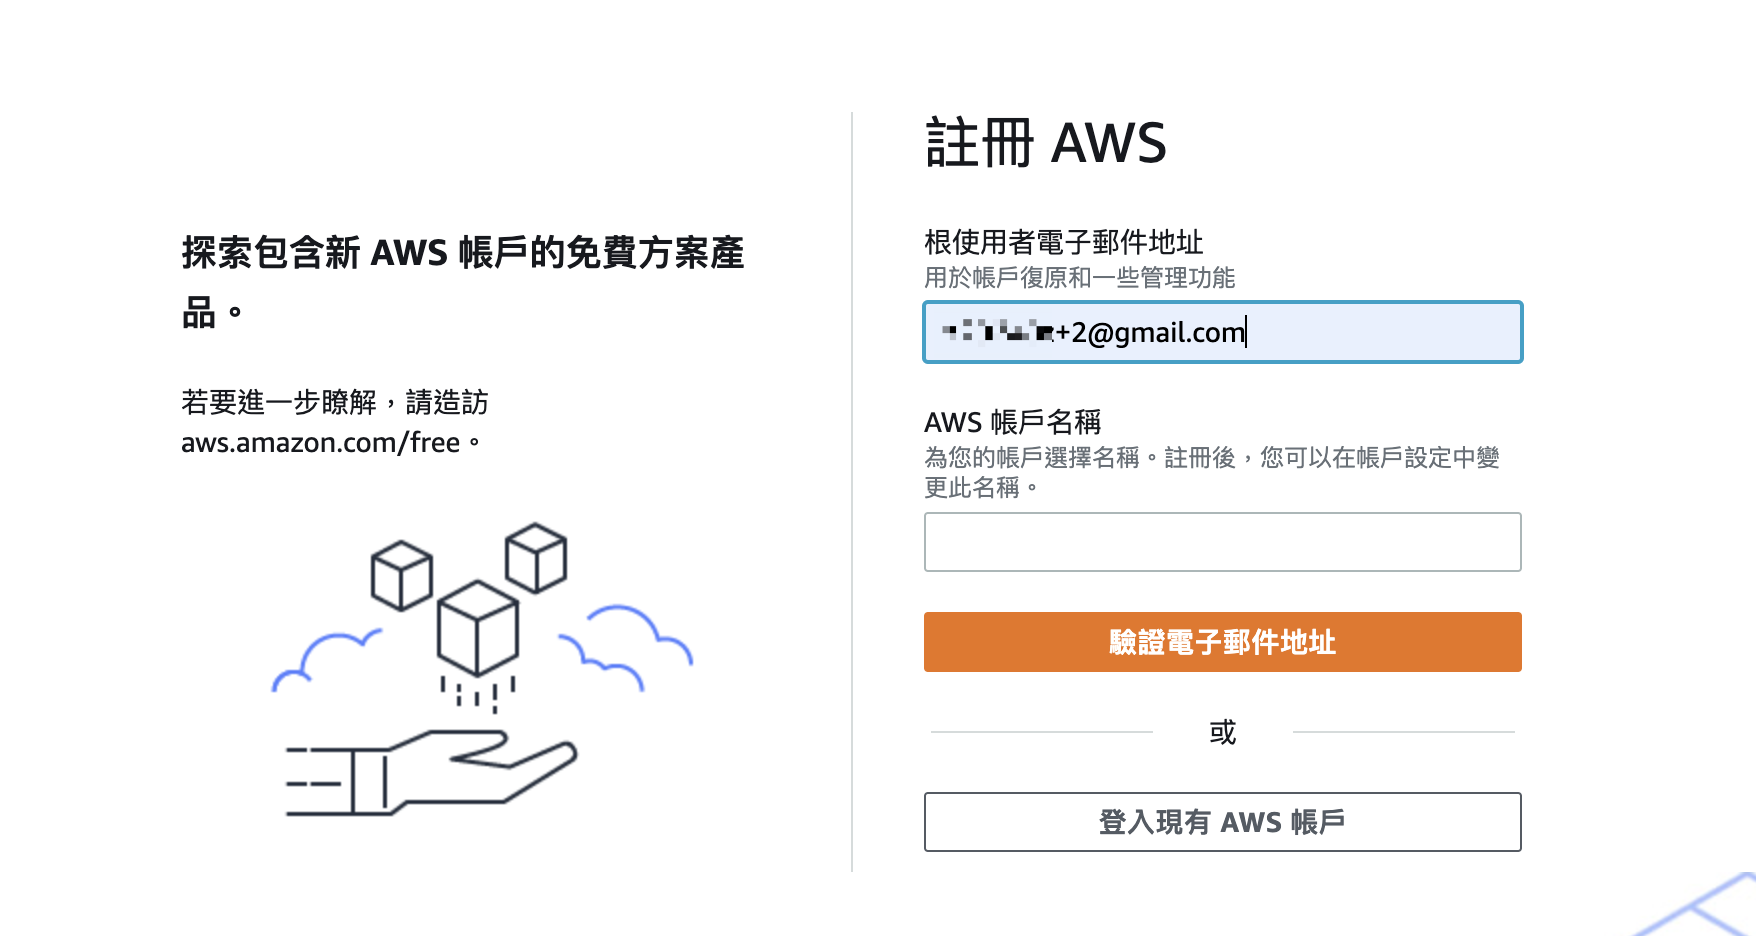 探索包含新 AWS 帳戶的免費方案產
品。
若要進一步瞭解，請造訪
aws.amazon.com/free。
註冊 AWS
根使用者電子郵件地址
用於帳戶復原和一些管理功能
+2@gmail.com
AWS 帳戶名稱
為您的帳戶選擇名稱。註冊後，您可以在帳戶設定中變
更此名稱。
驗證電子郵件地址
或
登入現有 AWS 帳戶